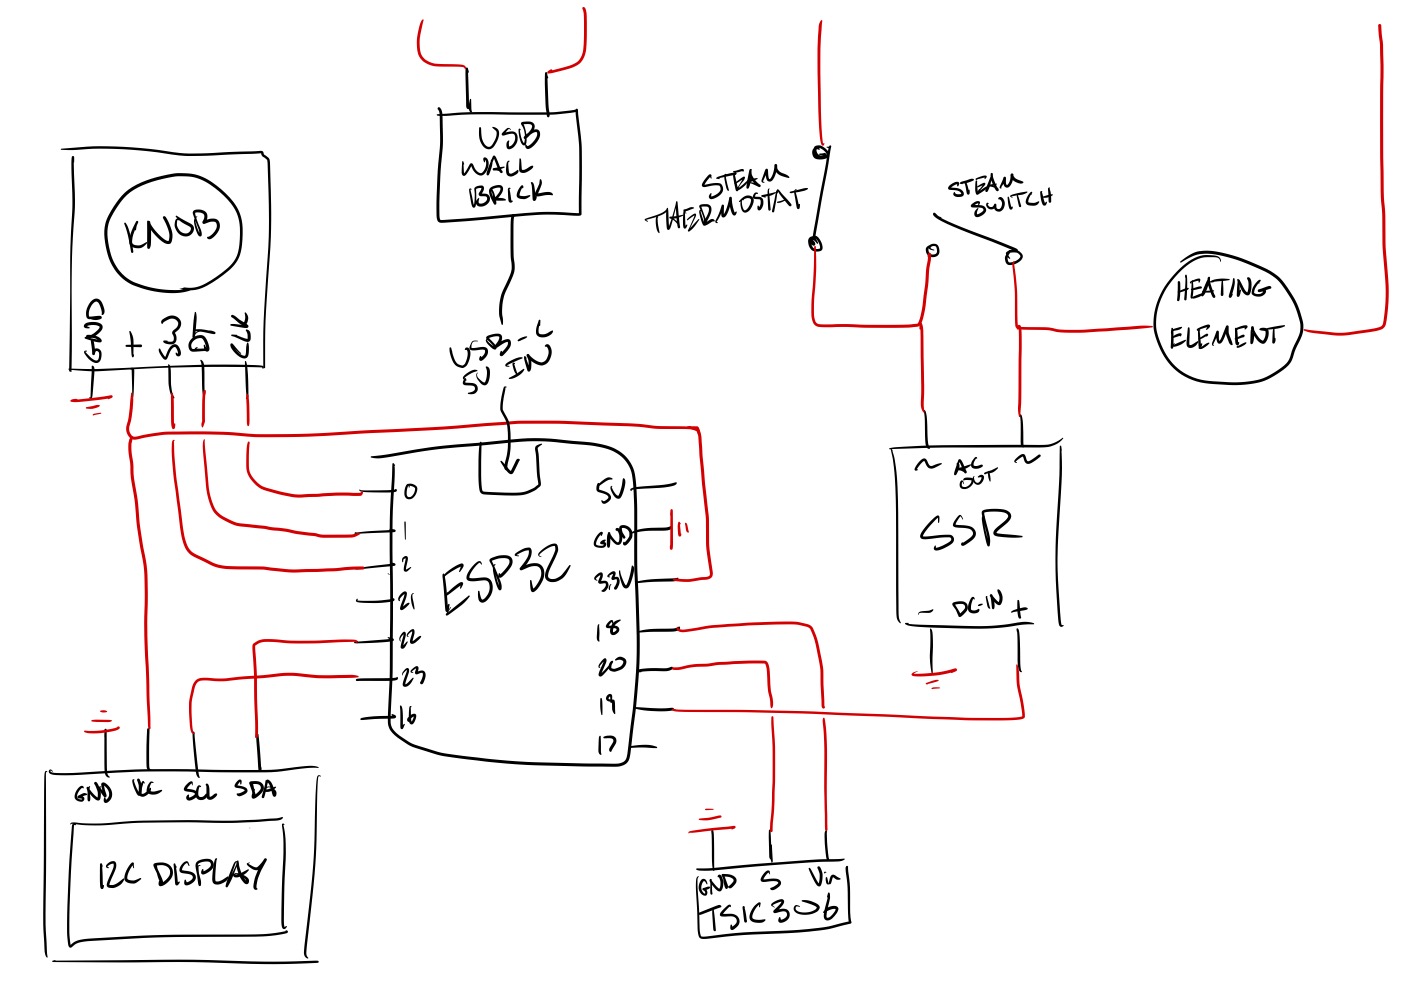 USB
WALL
BRICK
KNOB
GND
+
SW
DT
CLK
USB-C
5V IN
STEAM
THERMOSTAT
STEAM
SWITCH
HEATING
ELEMENT
ESP32
0
1
2
21
22
23
16
5V
GND
3.3V
18
20
19
17
~ AC ~
OUT
SSR
- DC-IN +
GND VCC SCL SDA
I2C DISPLAY
GND S Vin
TSIC306